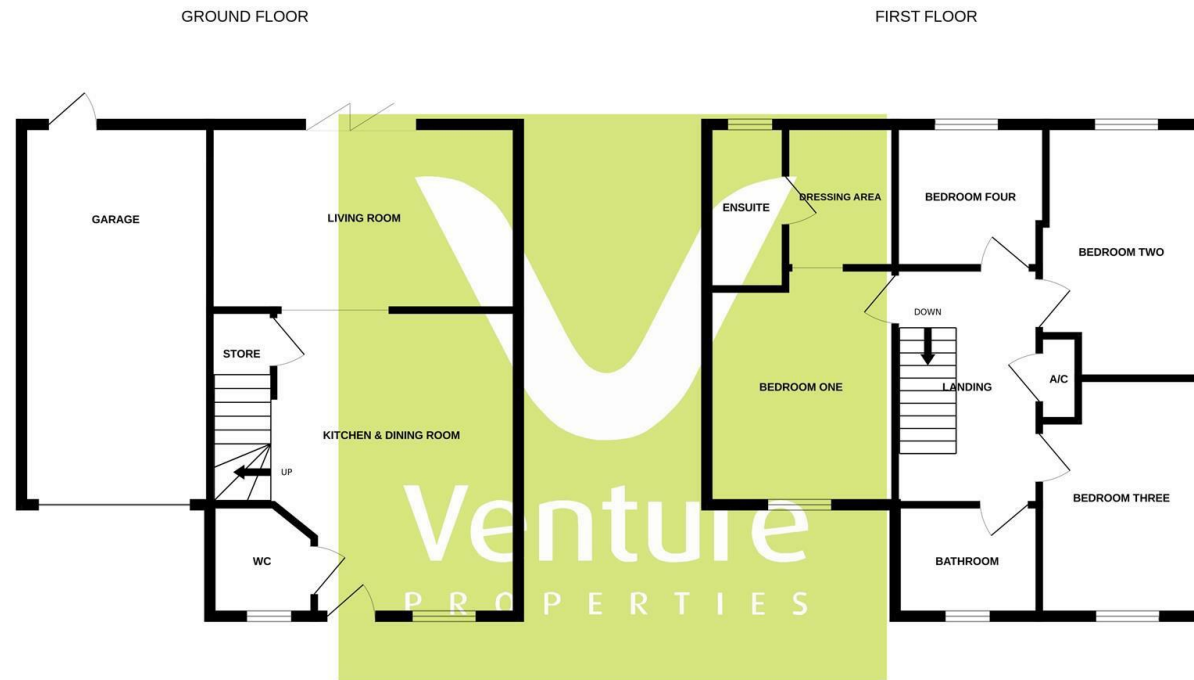 GROUND FLOOR
FIRST FLOOR
GARAGE
LIVING ROOM
STORE
KITCHEN & DINING ROOM
UP
WC
ENSUITE
DRESSING AREA
BEDROOM FOUR
BEDROOM TWO
DOWN
BEDROOM ONE
LANDING
A/C
BEDROOM THREE
BATHROOM
Venture
PROPERTIES